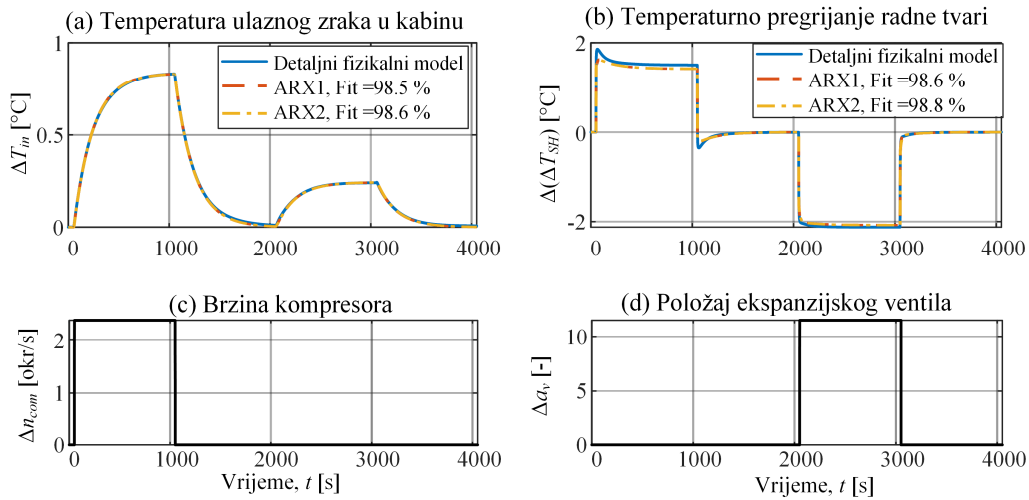 (a) Temperatura ulaznog zraka u kabinu
1
0.5
0
ΔT_in [°C]
Detaljni fizikalni model
ARX1, Fit =98.5 %
ARX2, Fit =98.6 %
0 1000 2000 3000 4000
(b) Temperaturno pregrijanje radne tvari
2
0
-2
Δ(ΔT_SH) [°C]
Detaljni fizikalni model
ARX1, Fit =98.6 %
ARX2, Fit =98.8 %
0 1000 2000 3000 4000
(c) Brzina kompresora
2
1
0
Δn_com [okr/s]
0 1000 2000 3000 4000
Vrijeme, t [s]
(d) Položaj ekspanzijskog ventila
10
5
0
Δa_v [-]
0 1000 2000 3000 4000
Vrijeme, t [s]